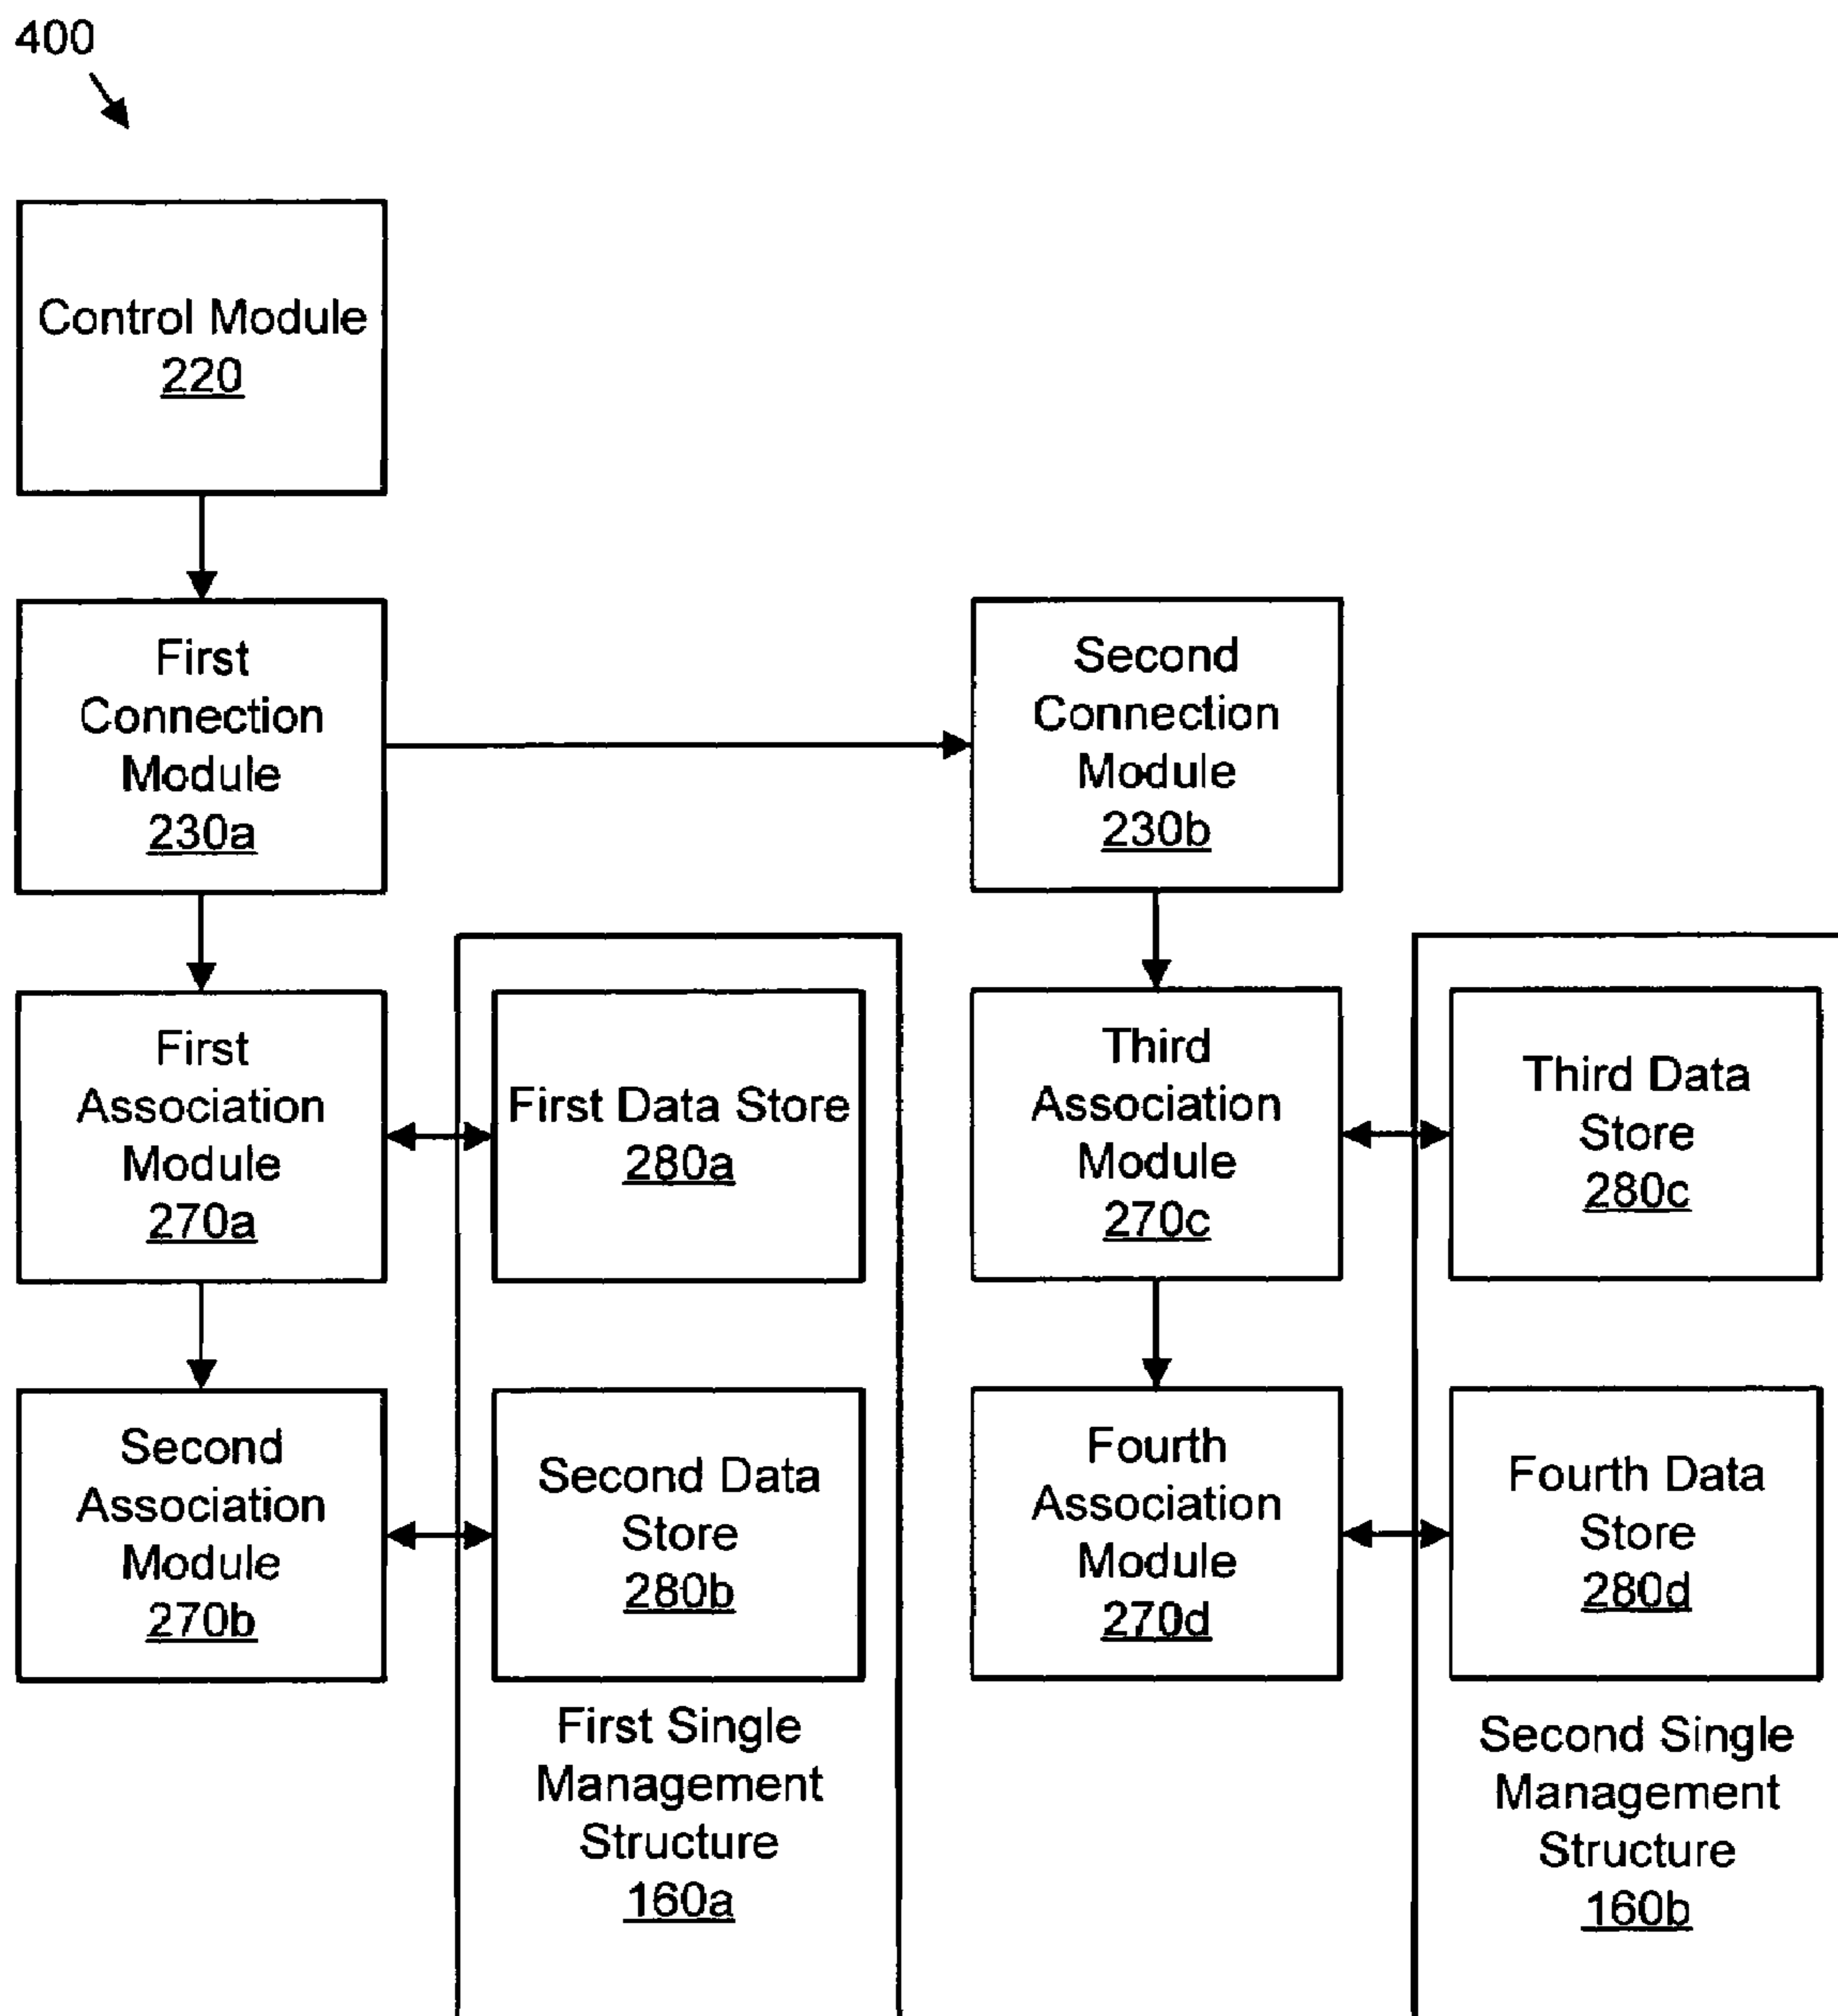 400
Control Module
220
First
Connection
Module
230a
Second
Connection
Module
230b
First
Association
Module
270a
First Data Store
280a
Third
Association
Module
270c
Third Data
Store
280c
Second
Association
Module
270b
Second Data
Store
280b
Fourth
Association
Module
270d
Fourth Data
Store
280d
First Single
Management
Structure
160a
Second Single
Management
Structure
160b